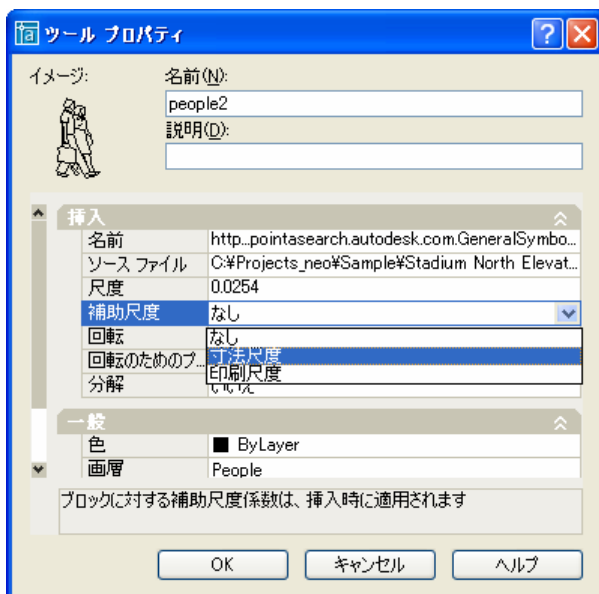 ツール プロパティ
イメージ:
名前(N):
people2
説明(D):
挿入
名前 http...pointasearch.autodesk.com.GeneralSymbo...
ソース ファイル C:¥Projects_neo¥Sample¥Stadium North Elevat...
尺度 0.0254
補助尺度 なし
回転 なし
回転のためのプ... 寸法尺度
印刷尺度
分解 いいえ
一般
色 ByLayer
画層 People
ブロックに対する補助尺度係数は、挿入時に適用されます
OK キャンセル ヘルプ